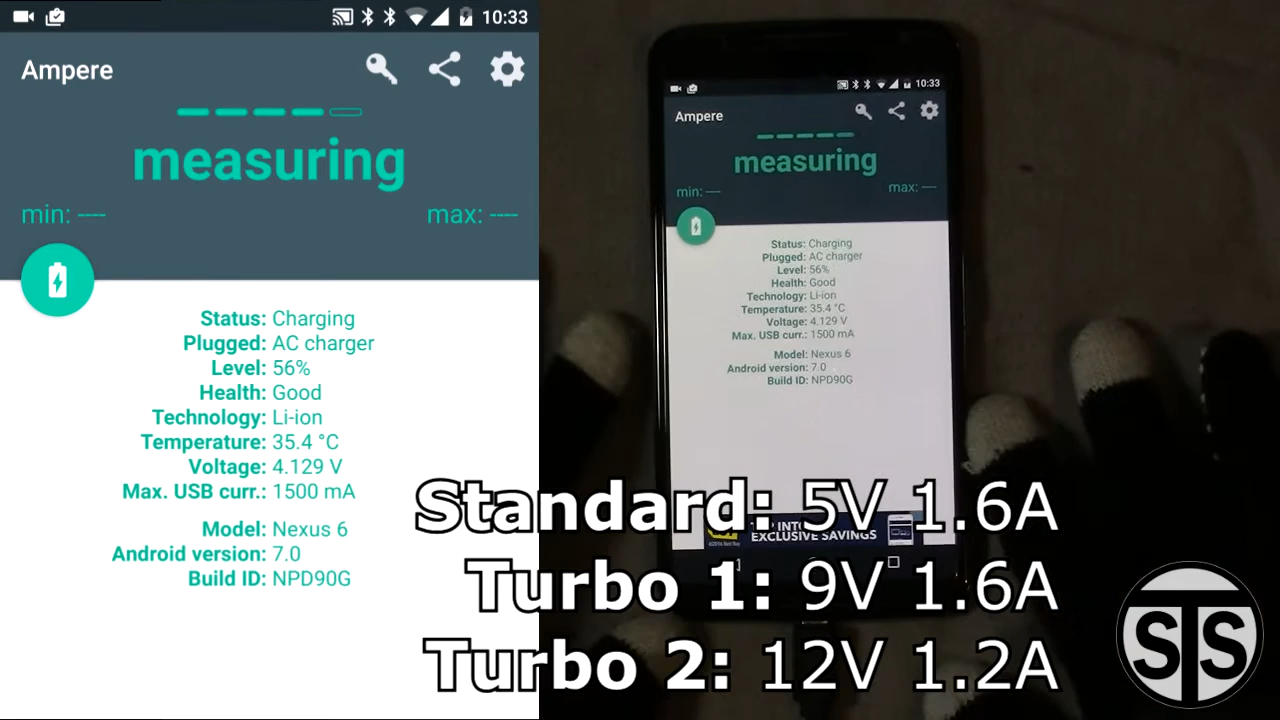 10:33
Ampere
measuring
min: ----
max: ----
Status: Charging
Plugged: AC charger
Level: 56%
Health: Good
Technology: Li-ion
Temperature: 35.4 °C
Voltage: 4.129 V
Max. USB curr.: 1500 mA
Model: Nexus 6
Android version: 7.0
Build ID: NPD90G
10:33
Ampere
measuring
min: ----
max: ----
Status: Charging
Plugged: AC charger
Level: 56%
Health: Good
Technology: Li-ion
Temperature: 35.4 °C
Voltage: 4.129 V
Max. USB curr.: 1500 mA
Model: Nexus 6
Android version: 7.0
Build ID: NPD90G
EXCLUSIVE SAVINGS
Standard: 5V 1.6A
Turbo 1: 9V 1.6A
Turbo 2: 12V 1.2A
STS